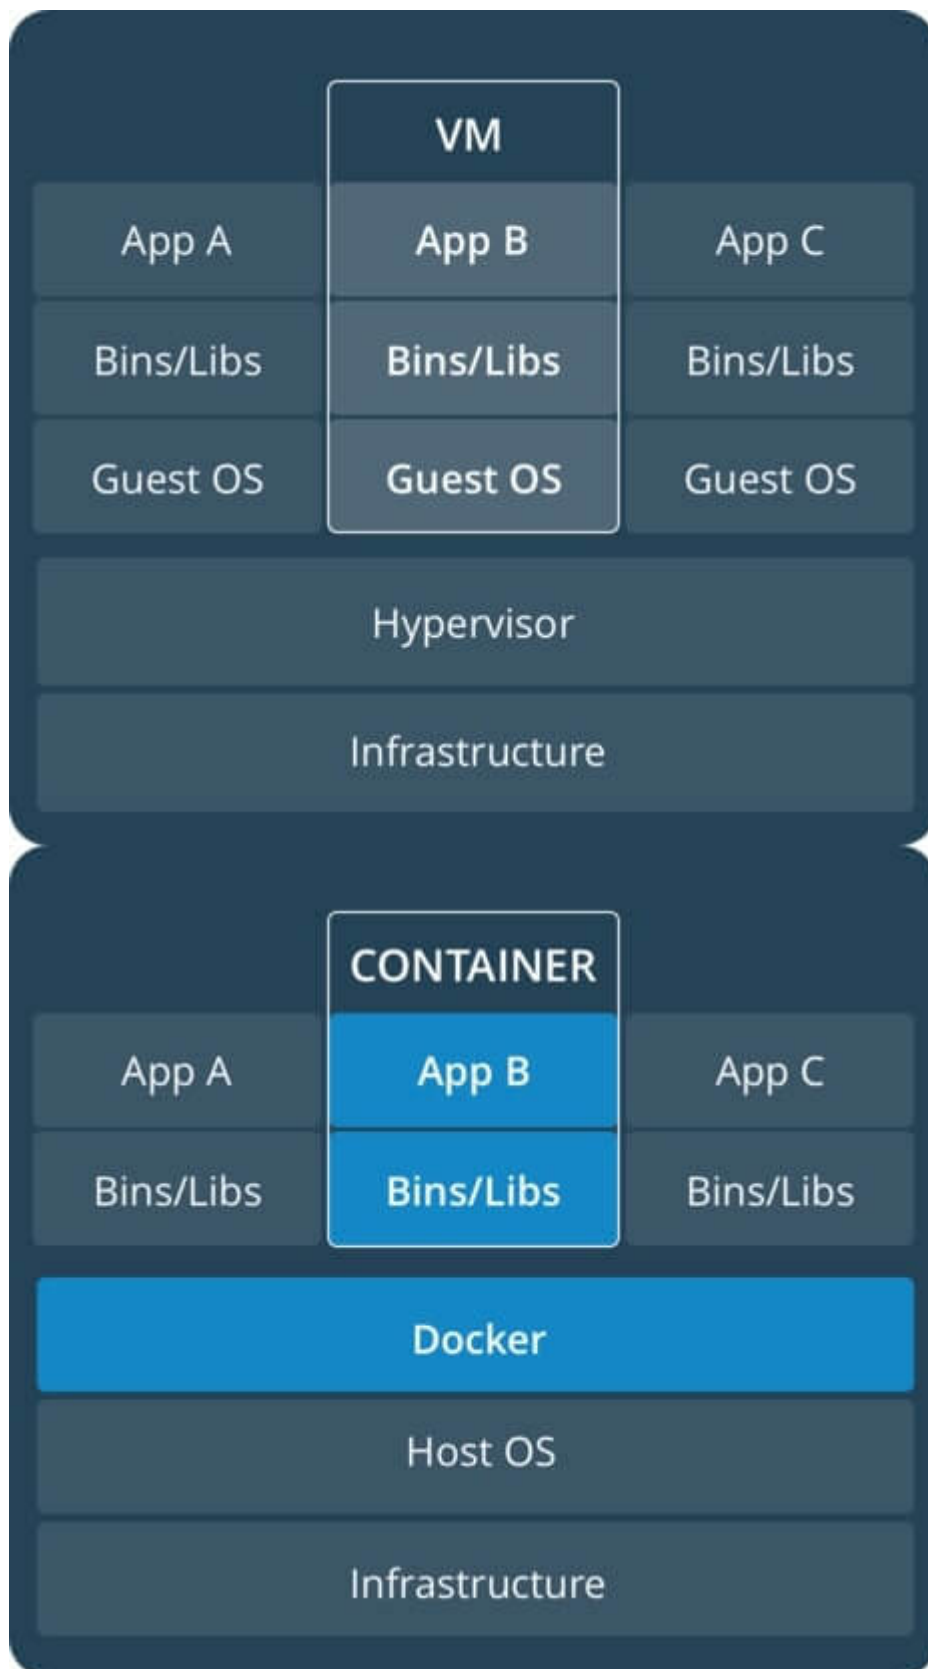 VM
App A App B App C
Bins/Libs Bins/Libs Bins/Libs
Guest OS Guest OS Guest OS
Hypervisor
Infrastructure
CONTAINER
App A App B App C
Bins/Libs Bins/Libs Bins/Libs
Docker
Host OS
Infrastructure